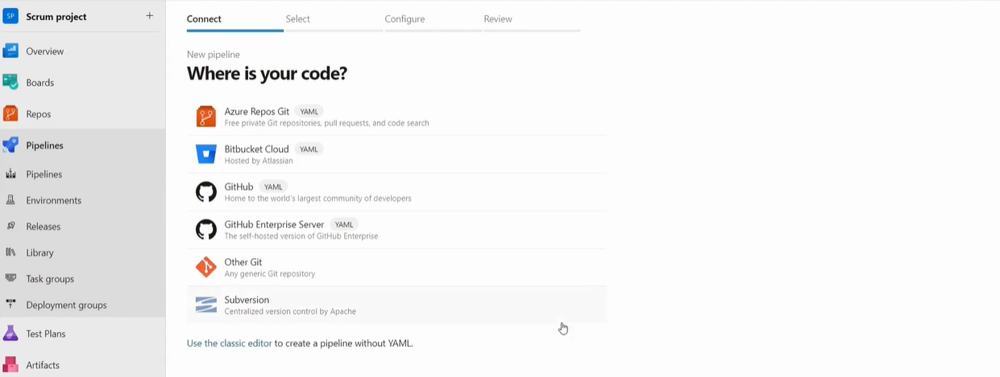 SP Scrum project +
Overview
Boards
Repos
Pipelines
Pipelines
Environments
Releases
Library
Task groups
Deployment groups
Test Plans
Artifacts
Connect Select Configure Review
New pipeline
Where is your code?
Azure Repos Git YAML
Free private Git repositories, pull requests, and code search
Bitbucket Cloud YAML
Hosted by Atlassian
GitHub YAML
Home to the world's largest community of developers
GitHub Enterprise Server YAML
The self-hosted version of GitHub Enterprise
Other Git
Any generic Git repository
Subversion
Centralized version control by Apache
Use the classic editor to create a pipeline without YAML.